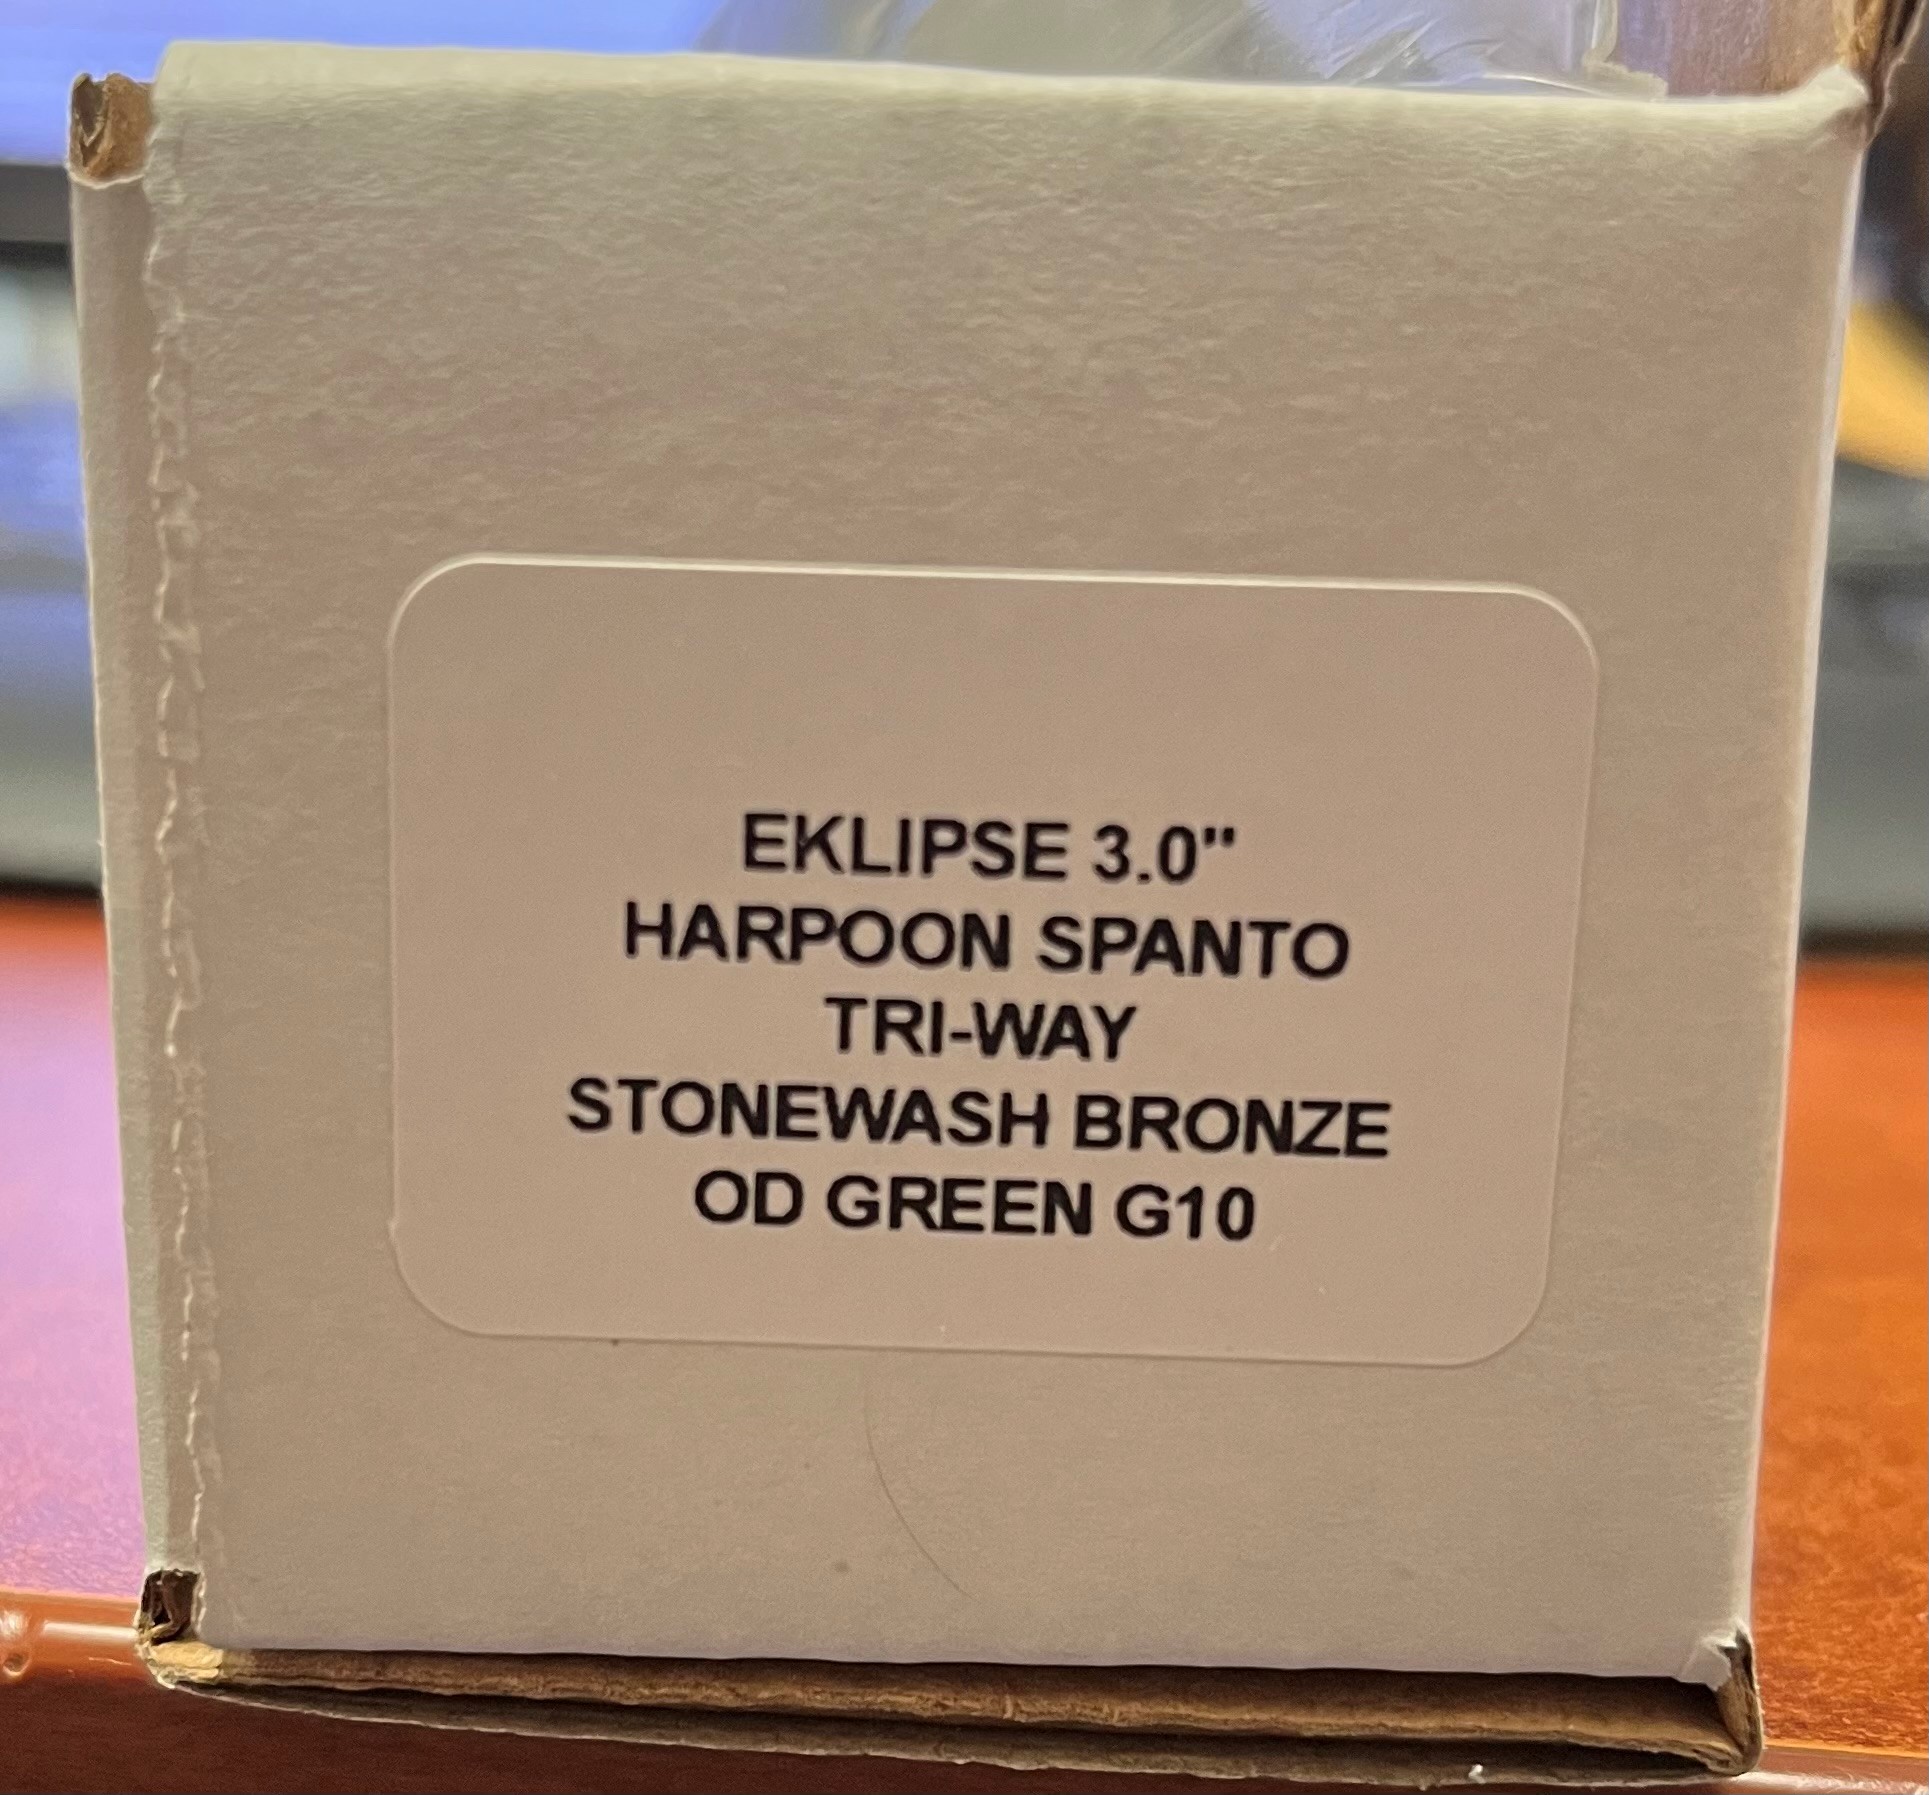 EKLIPSE 3.0"
HARPOON SPANTO
TRI-WAY
STONEWASH BRONZE
OD GREEN G10